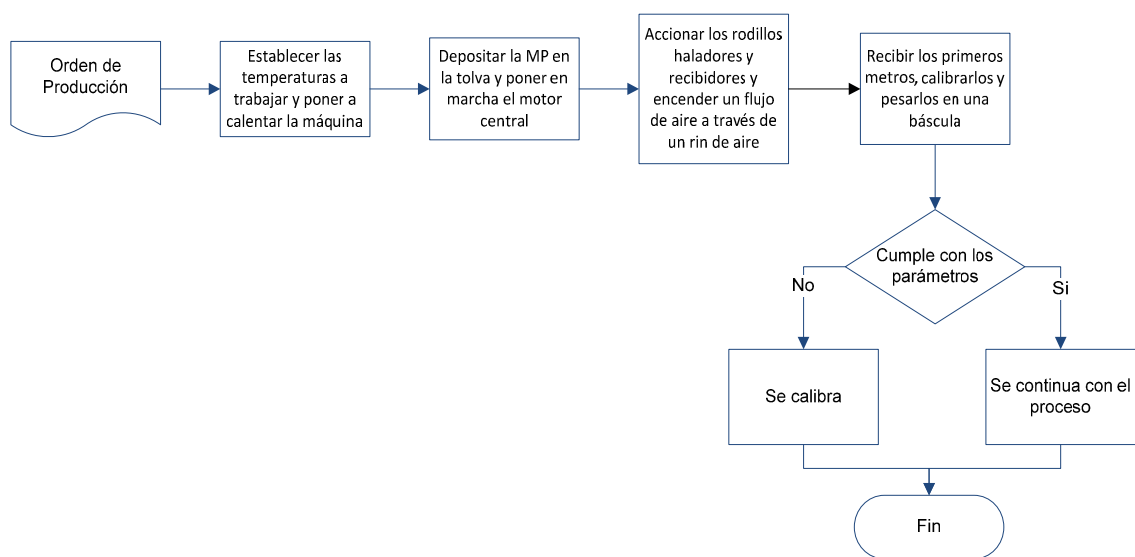 Orden de
Producción
Establecer las
temperaturas a
trabajar y poner a
calentar la máquina
Depositar la MP en
la tolva y poner en
marcha el motor
central
Accionar los rodillos
haladores y
recibidores y
encender un flujo
de aire a través de
un rin de aire
Recibir los primeros
metros, calibrarlos y
pesarlos en una
báscula
Cumple con los
parámetros
No
Si
Se calibra
Se continua con el
proceso
Fin